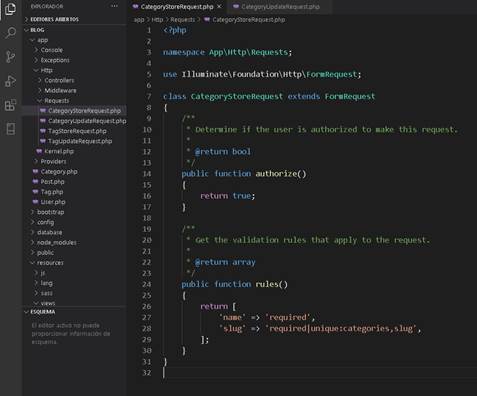 EXPLORADOR
EDITORES ABIERTOS
BLOG
app
Console
Exceptions
Http
Controllers
Middleware
Requests
CategoryStoreRequest.php
CategoryUpdateRequest.php
TagStoreRequest.php
TagUpdateRequest.php
Kernel.php
Providers
Category.php
Post.php
Tag.php
User.php
bootstrap
config
database
node_modules
public
resources
js
lang
sass
views
ESQUEMA
El editor activo no puede
proporcionar información de
esquema.
CategoryStoreRequest.php × CategoryUpdateRequest.php
app > Http > Requests > CategoryStoreRequest.php
1 <?php
2
3 namespace App\Http\Requests;
4
5 use Illuminate\Foundation\Http\FormRequest;
6
7 class CategoryStoreRequest extends FormRequest
8 {
9 /**
10 * Determine if the user is authorized to make this request.
11 *
12 * @return bool
13 */
14 public function authorize()
15 {
16 return true;
17 }
18
19 /**
20 * Get the validation rules that apply to the request.
21 *
22 * @return array
23 */
24 public function rules()
25 {
26 return [
27 'name' => 'required',
28 'slug' => 'required|unique:categories,slug',
29 ];
30 }
31 }
32